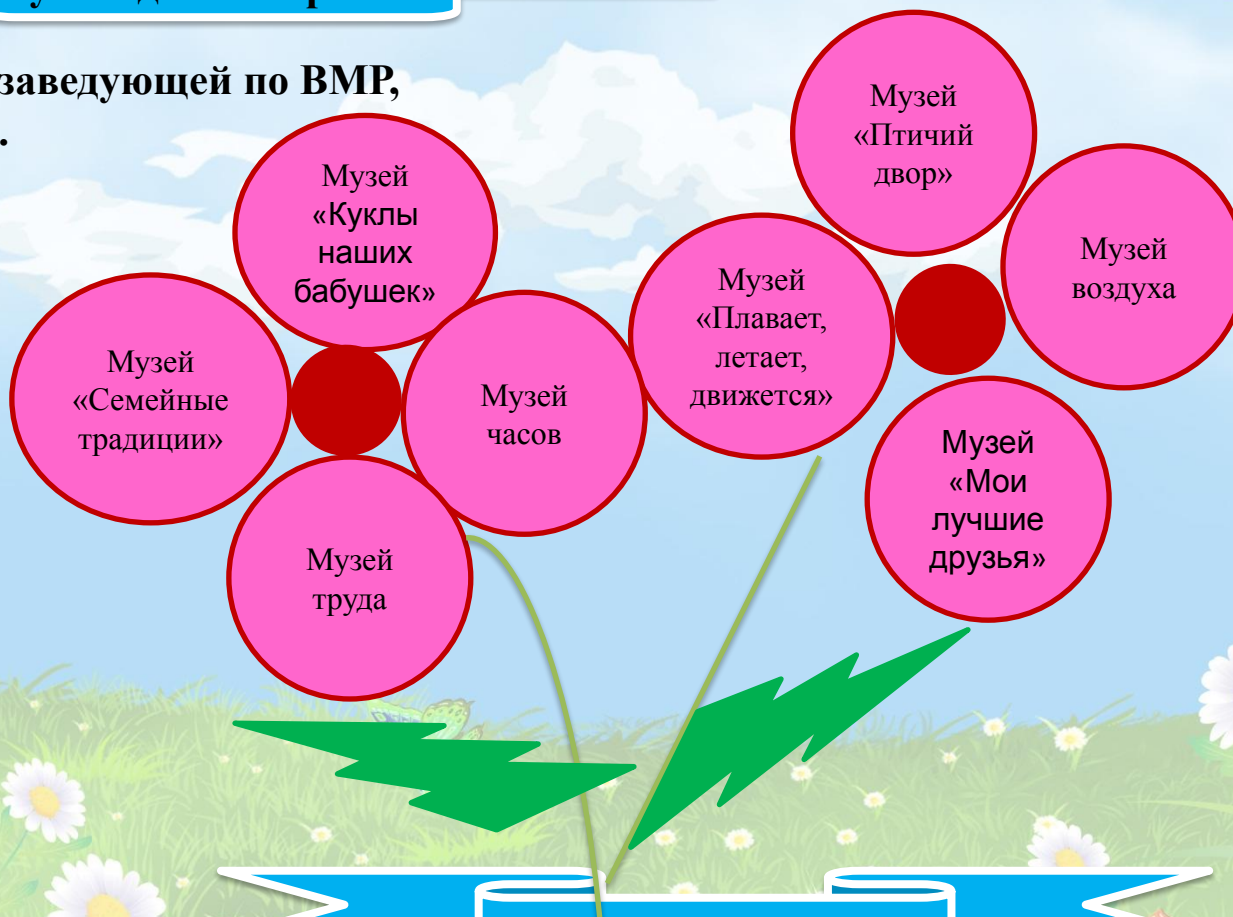 заведующей по ВМР,
Музей
«Куклы
наших
бабушек»
Музей
«Семейные
традиции»
Музей
часов
Музей
труда
Музей
«Птичий
двор»
Музей
воздуха
Музей
«Плавает,
летает,
движется»
Музей
«Мои
лучшие
друзья»